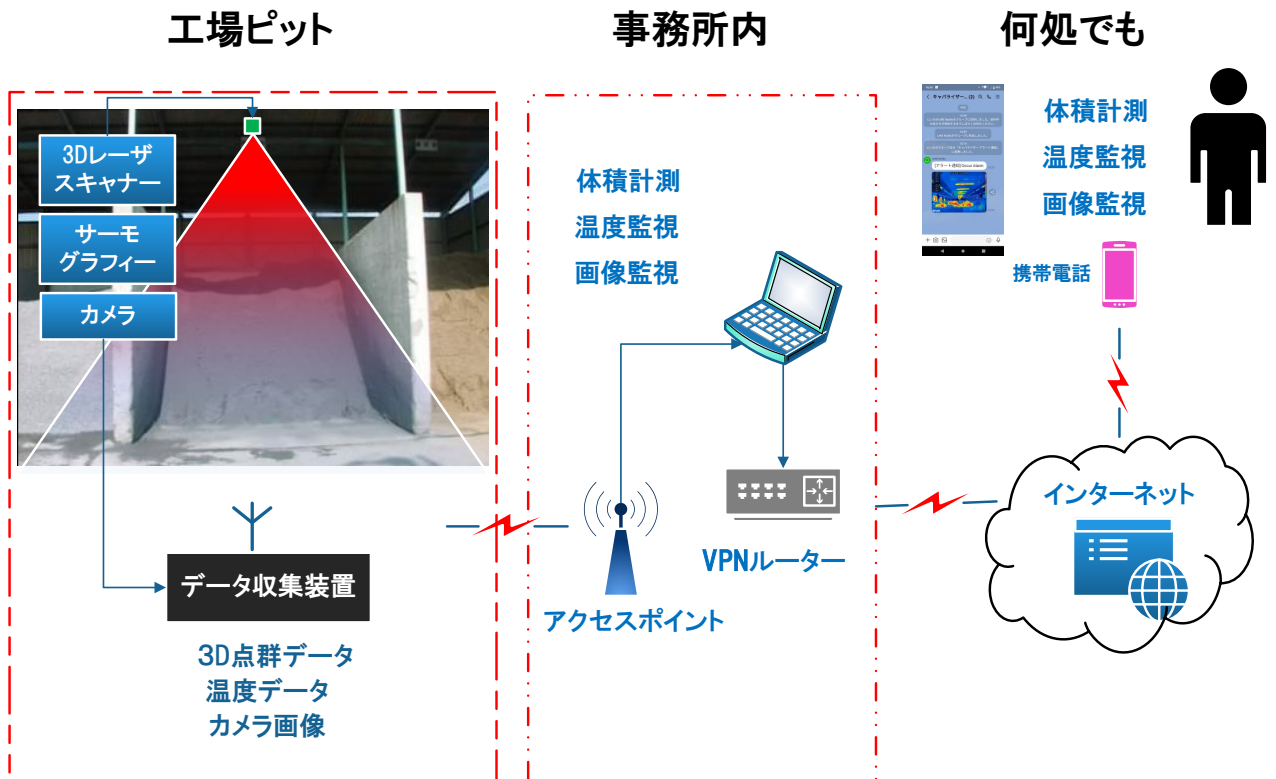 工場ピット
事務所内
何処でも
3Dレーザ
スキャナー
サーモ
グラフィー
カメラ
データ収集装置
3D点群データ
温度データ
カメラ画像
体積計測
温度監視
画像監視
アクセスポイント
VPNルーター
体積計測
温度監視
画像監視
携帯電話
インターネット